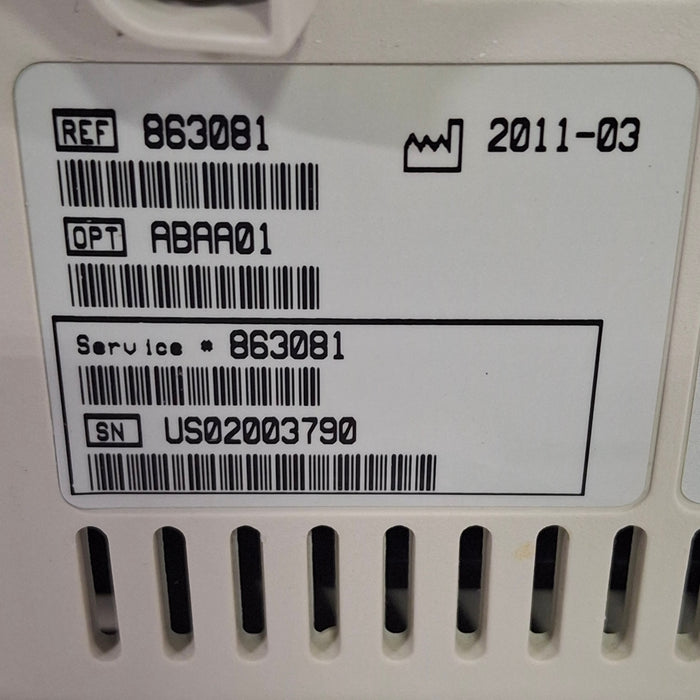 REF 863081 2011-03
OPT ABAA01
Service # 863081
SN US02003790